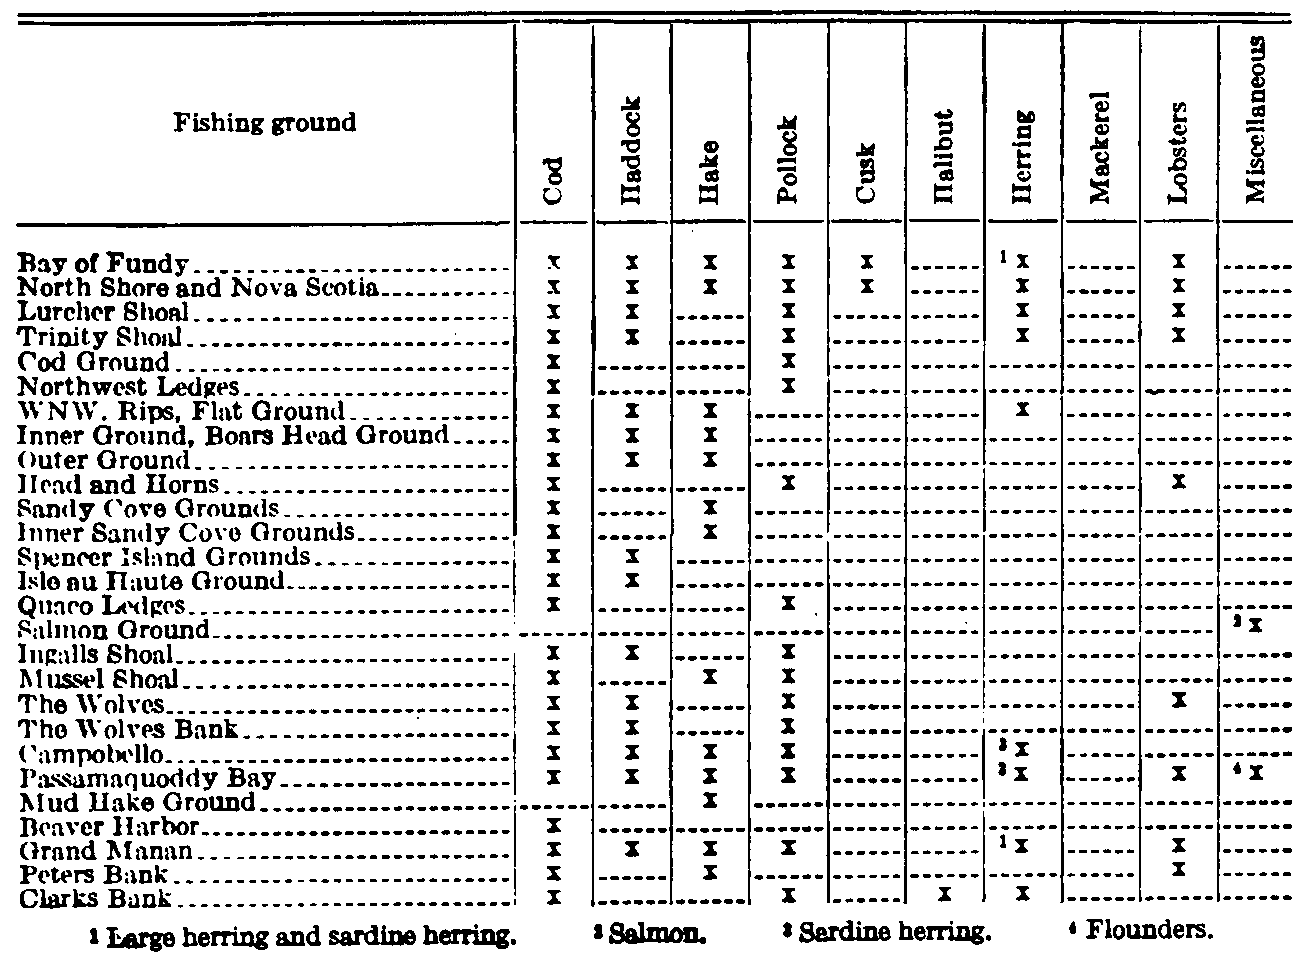 Fishing ground Cod Haddock Hake Pollock Cusk Halibut Herring Mackerel Lobsters Miscellaneous
Bay of Fundy x x x x x ¹ x x
North Shore and Nova Scotia x x x x x x x
Lurcher Shoal x x x x x
Trinity Shoal x x x x x
Cod Ground x x
Northwest Ledges x x
WNW. Rips, Flat Ground x x x x
Inner Ground, Boars Head Ground x x x
Outer Ground x x x
Head and Horns x x x
Sandy Cove Grounds x x
Inner Sandy Cove Grounds x x
Spencer Island Grounds x x
Isle au Haute Ground x x
Quaco Ledges x x
Salmon Ground ² x
Ingalls Shoal x x x
Mussel Shoal x x x
The Wolves x x x x
The Wolves Bank x x x
Campobello x x x x ³ x
Passamaquoddy Bay x x x x ³ x x ⁴ x
Mud Hake Ground x
Beaver Harbor x
Grand Manan x x x x ¹ x x
Peters Bank x x x
Clarks Bank x x x x
¹ Large herring and sardine herring. ² Salmon. ³ Sardine herring. ⁴ Flounders.